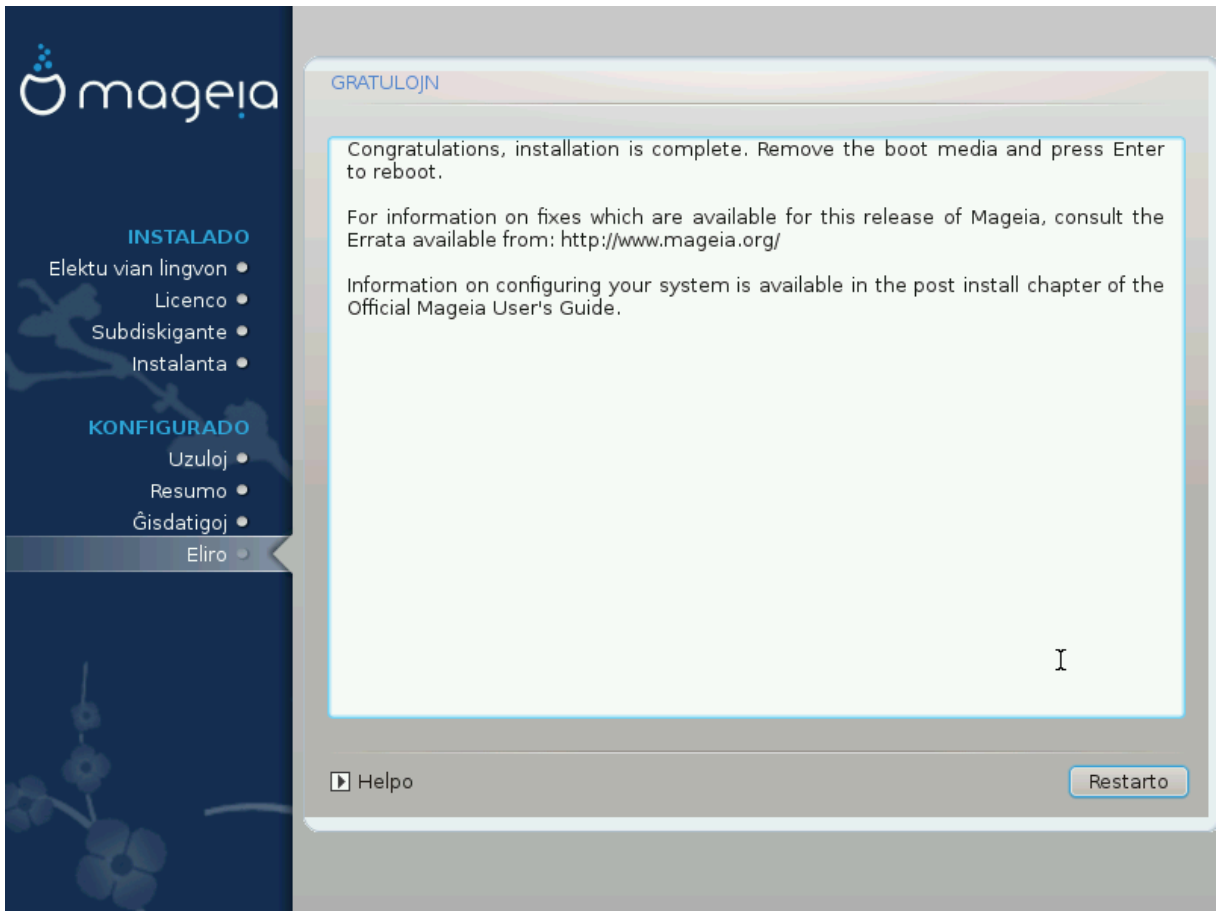 mageia
INSTALADO
Elektu vian lingvon
Licenco
Subdiskigante
Instalanta
KONFIGURADO
Uzuloj
Resumo
Ĝisdatigoj
Eliro
GRATULOJN
Congratulations, installation is complete. Remove the boot media and press Enter
to reboot.
For information on fixes which are available for this release of Mageia, consult the
Errata available from: http://www.mageia.org/
Information on configuring your system is available in the post install chapter of the
Official Mageia User's Guide.
Helpo
Restarto